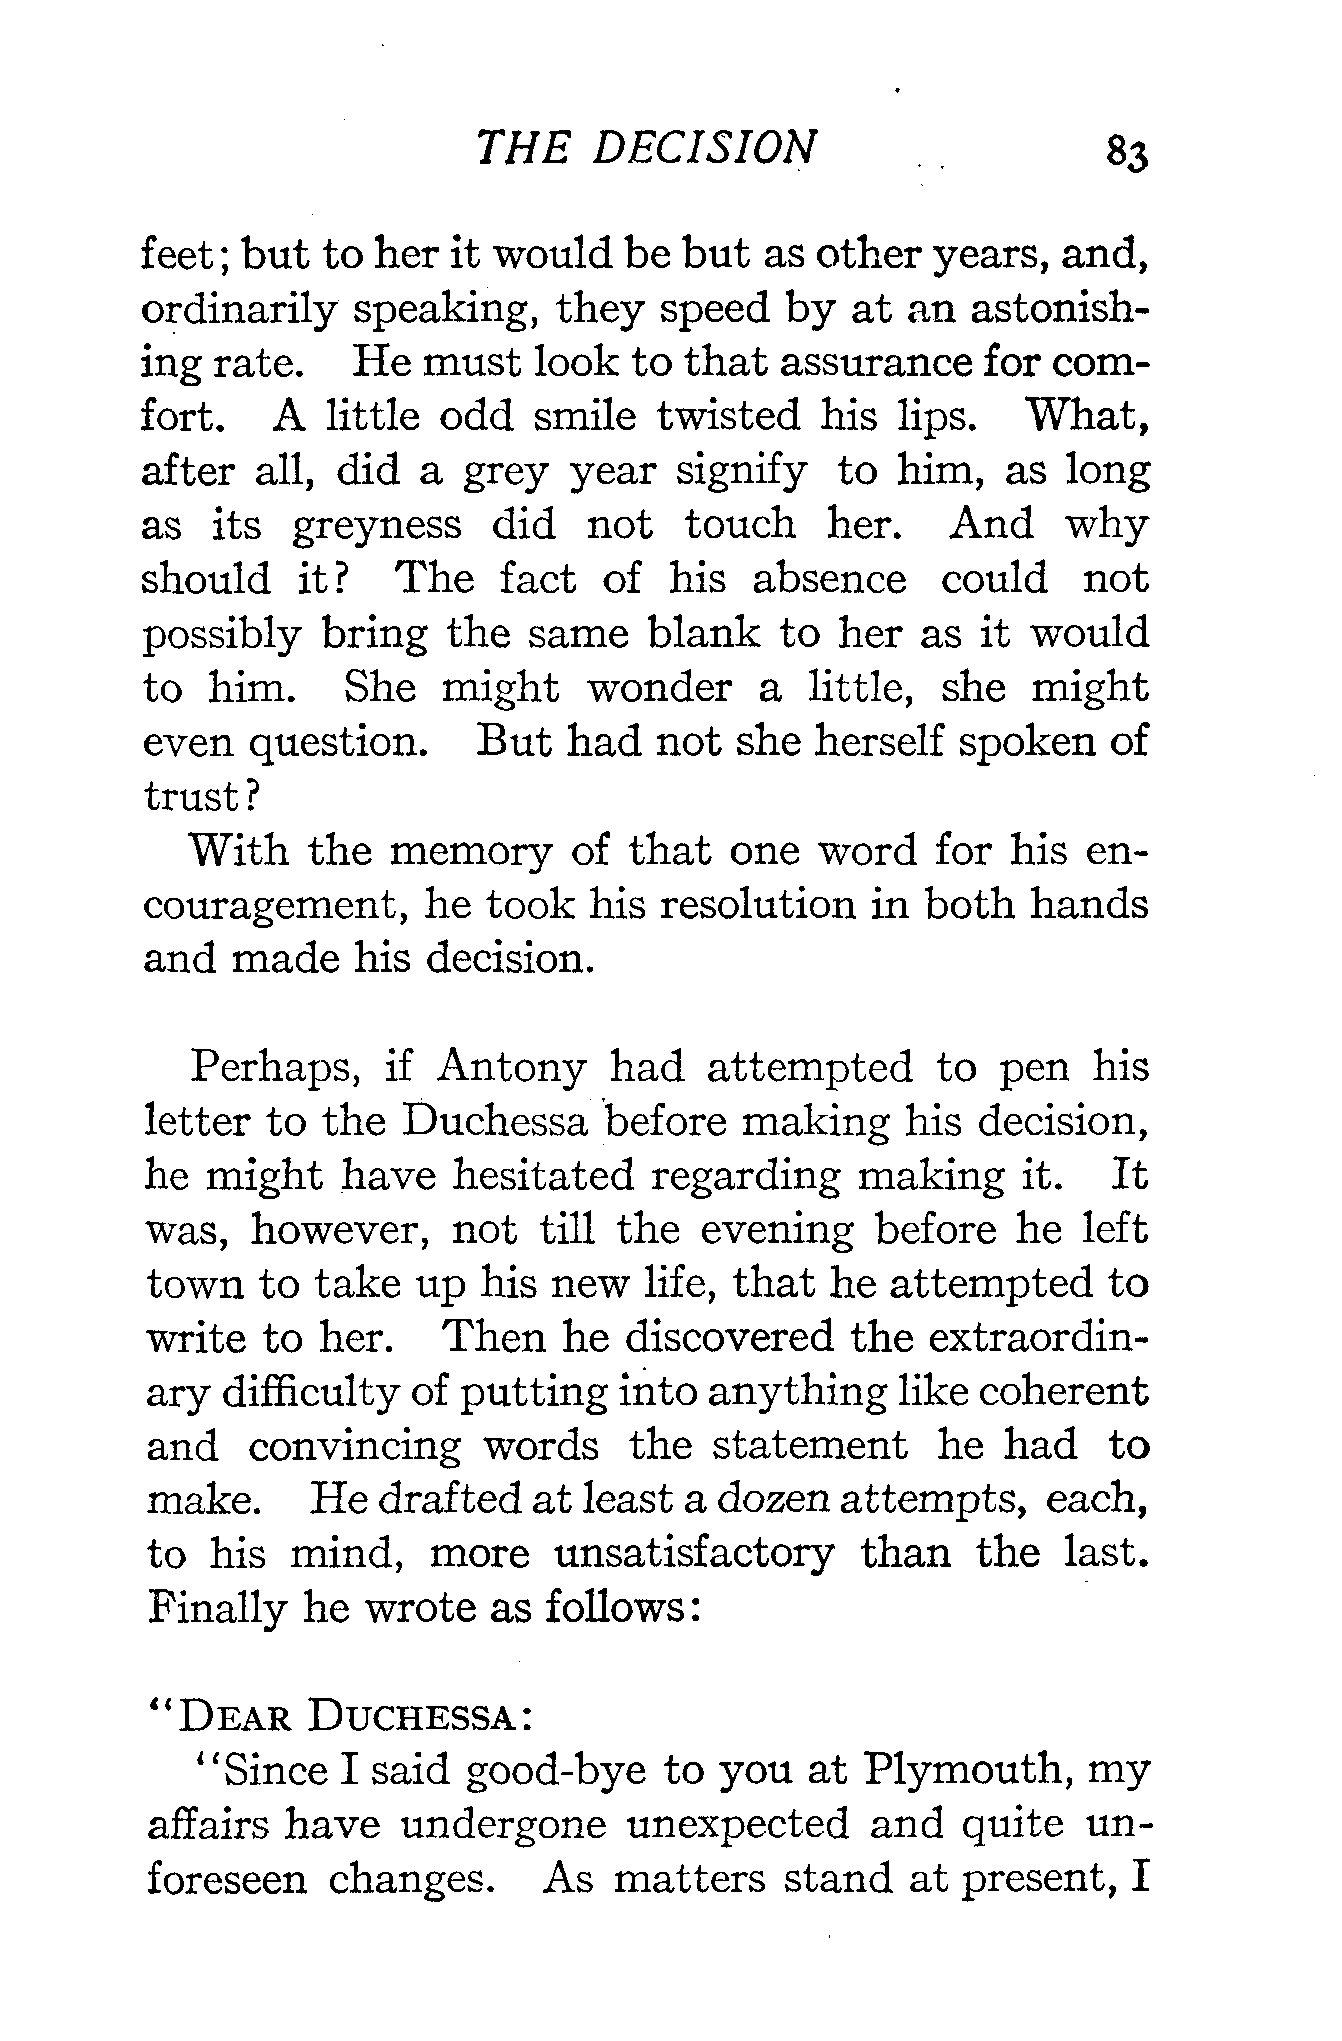 THE DECISION 83
feet; but to her it would be but as other years, and,
ordinarily speaking, they speed by at an astonish-
ing rate. He must look to that assurance for com-
fort. A little odd smile twisted his lips. What,
after all, did a grey year signify to him, as long
as its greyness did not touch her. And why
should it? The fact of his absence could not
possibly bring the same blank to her as it would
to him. She might wonder a little, she might
even question. But had not she herself spoken of
trust?
With the memory of that one word for his en-
couragement, he took his resolution in both hands
and made his decision.
Perhaps, if Antony had attempted to pen his
letter to the Duchessa before making his decision,
he might have hesitated regarding making it. It
was, however, not till the evening before he left
town to take up his new life, that he attempted to
write to her. Then he discovered the extraordin-
ary difficulty of putting into anything like coherent
and convincing words the statement he had to
make. He drafted at least a dozen attempts, each,
to his mind, more unsatisfactory than the last.
Finally he wrote as follows:
"DEAR DUCHESSA:
"Since I said good-bye to you at Plymouth, my
affairs have undergone unexpected and quite un-
foreseen changes. As matters stand at present, I